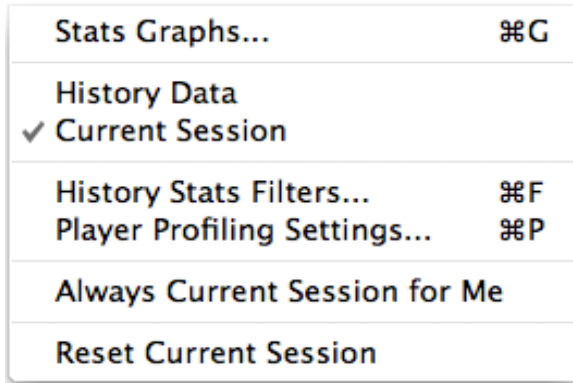 Stats Graphs... ⌘G
History Data
✓ Current Session
History Stats Filters... ⌘F
Player Profiling Settings... ⌘P
Always Current Session for Me
Reset Current Session